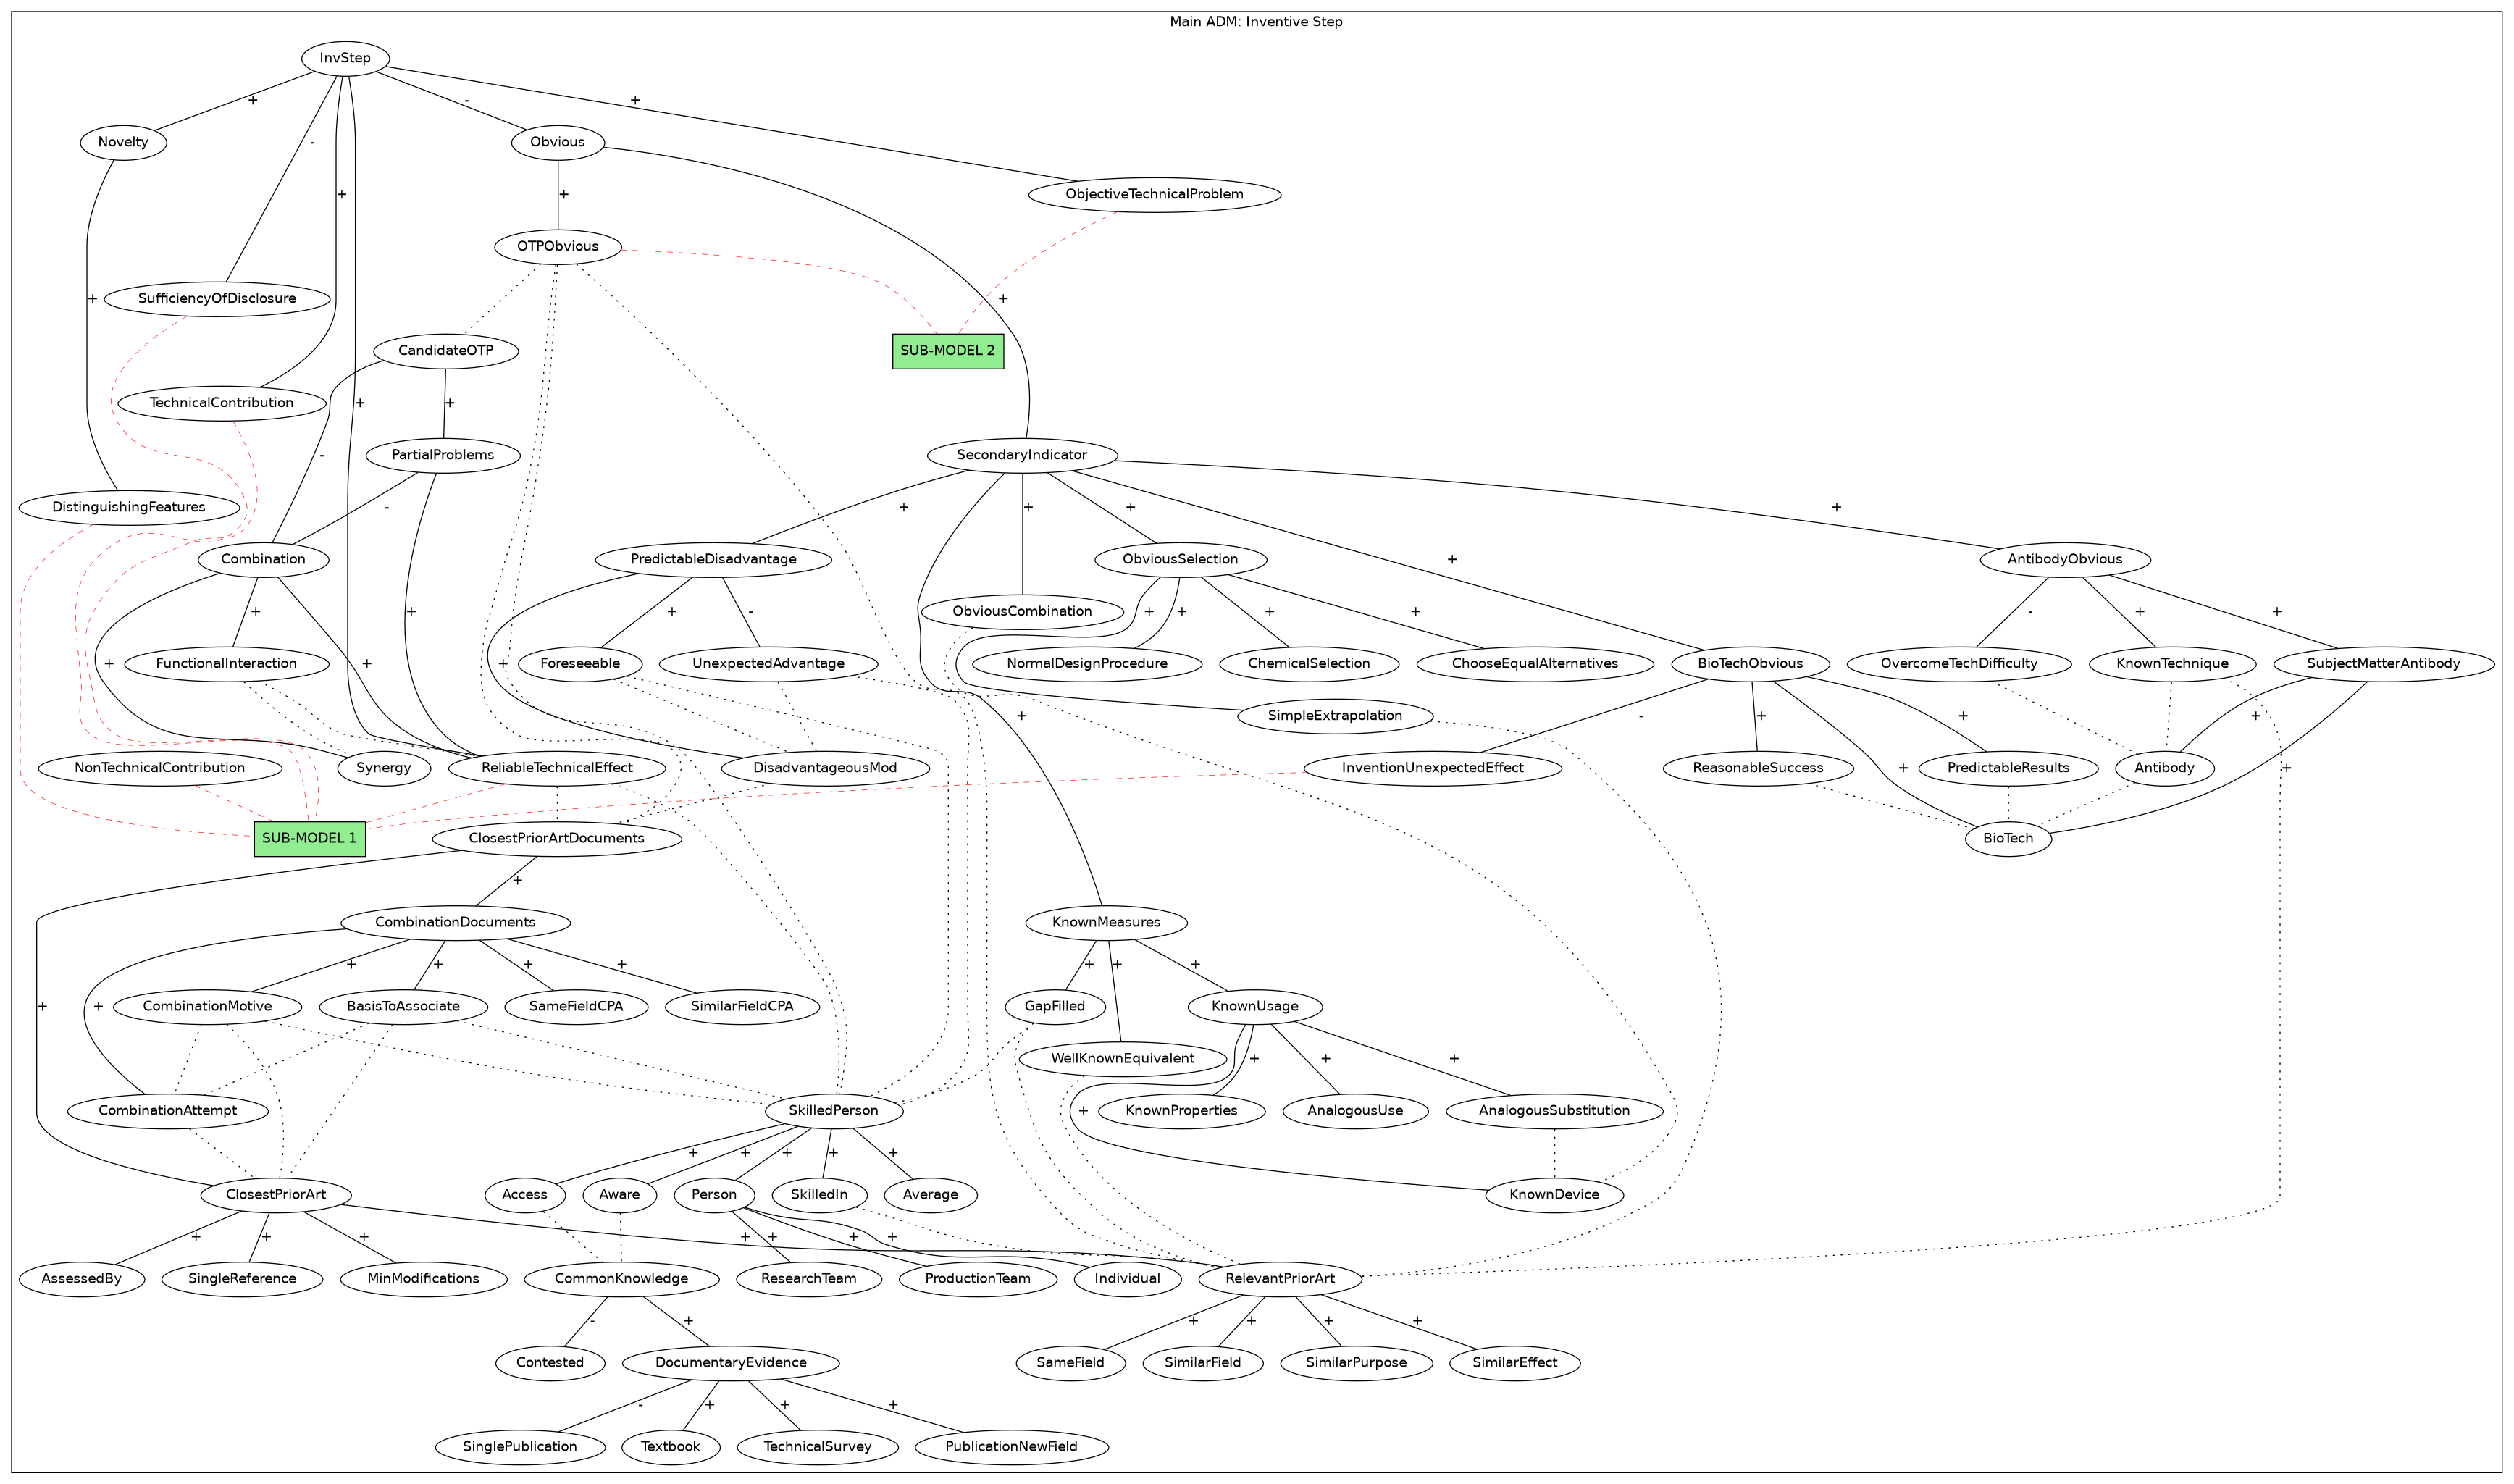 Main ADM: Inventive Step
InvStep
+
-
+
-
+
Novelty
Obvious
+
+
ObjectiveTechnicalProblem
OTPObvious
+
SufficiencyOfDisclosure
+
CandidateOTP
SUB-MODEL 2
TechnicalContribution
+
+
-
PartialProblems
SecondaryIndicator
DistinguishingFeatures
-
+
+
+
+
+
Combination
PredictableDisadvantage
ObviousSelection
AntibodyObvious
+
+
+
-
+
+
+
+
-
+
+
ObviousCombination
+
+
+
FunctionalInteraction
Foreseeable
UnexpectedAdvantage
NormalDesignProcedure
ChemicalSelection
ChooseEqualAlternatives
BioTechObvious
OvercomeTechDifficulty
KnownTechnique
SubjectMatterAntibody
+
-
+
+
+
SimpleExtrapolation
NonTechnicalContribution
Synergy
ReliableTechnicalEffect
DisadvantageousMod
InventionUnexpectedEffect
ReasonableSuccess
+
PredictableResults
Antibody
+
SUB-MODEL 1
ClosestPriorArtDocuments
BioTech
+
CombinationDocuments
KnownMeasures
+
+
+
+
+
+
+
CombinationMotive
BasisToAssociate
SameFieldCPA
SimilarFieldCPA
GapFilled
KnownUsage
+
+
WellKnownEquivalent
+
+
+
CombinationAttempt
SkilledPerson
+
KnownProperties
AnalogousUse
AnalogousSubstitution
+
+
+
+
+
ClosestPriorArt
Access
Aware
Person
SkilledIn
Average
KnownDevice
+
+
+
+
+
+
+
AssessedBy
SingleReference
MinModifications
CommonKnowledge
ResearchTeam
ProductionTeam
Individual
RelevantPriorArt
-
+
+
+
+
+
Contested
DocumentaryEvidence
SameField
SimilarField
SimilarPurpose
SimilarEffect
-
+
+
+
SinglePublication
Textbook
TechnicalSurvey
PublicationNewField